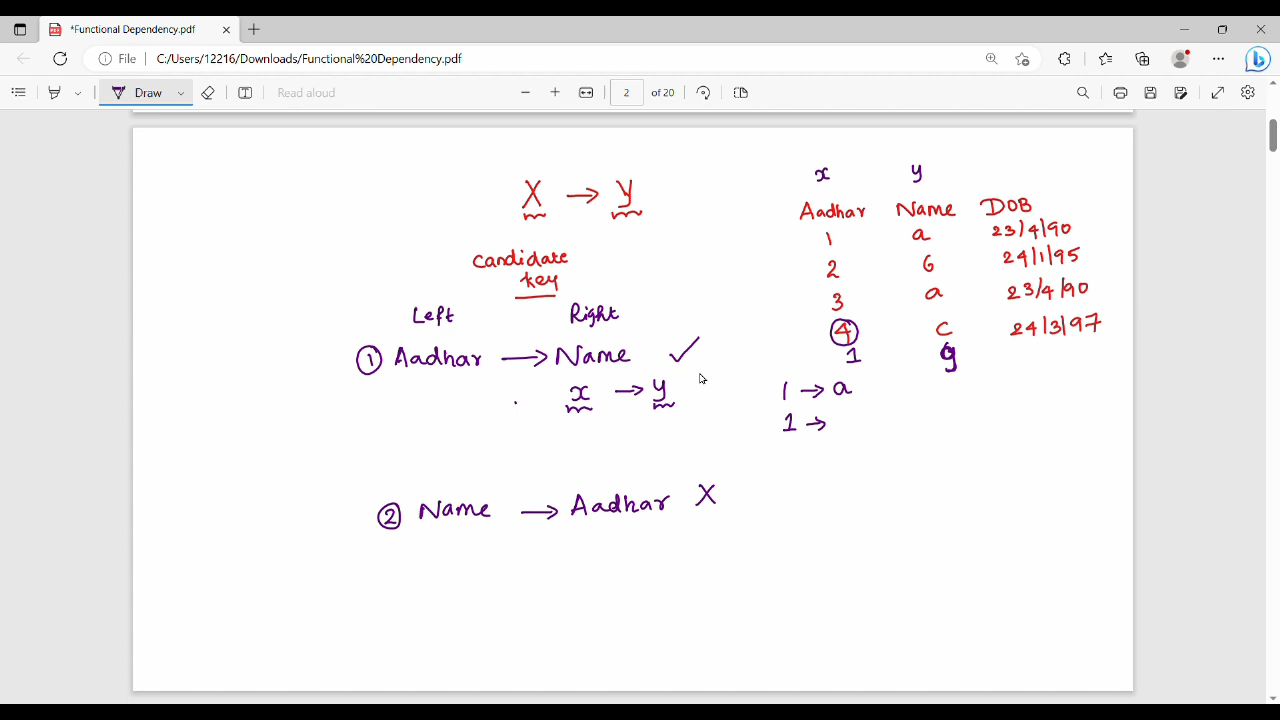 *Functional Dependency.pdf
File C:/Users/12216/Downloads/Functional%20Dependency.pdf
Draw Read aloud 2 of 20
X → y
Candidate
key
Left Right
① Aadhar → Name ✓
x → y
② Name → Aadhar X
x y
Aadhar Name DOB
1 a 23/4/90
2 6 24/1/95
3 a 23/4/90
4 c 24/3/97
1 g
1 → a
1 →